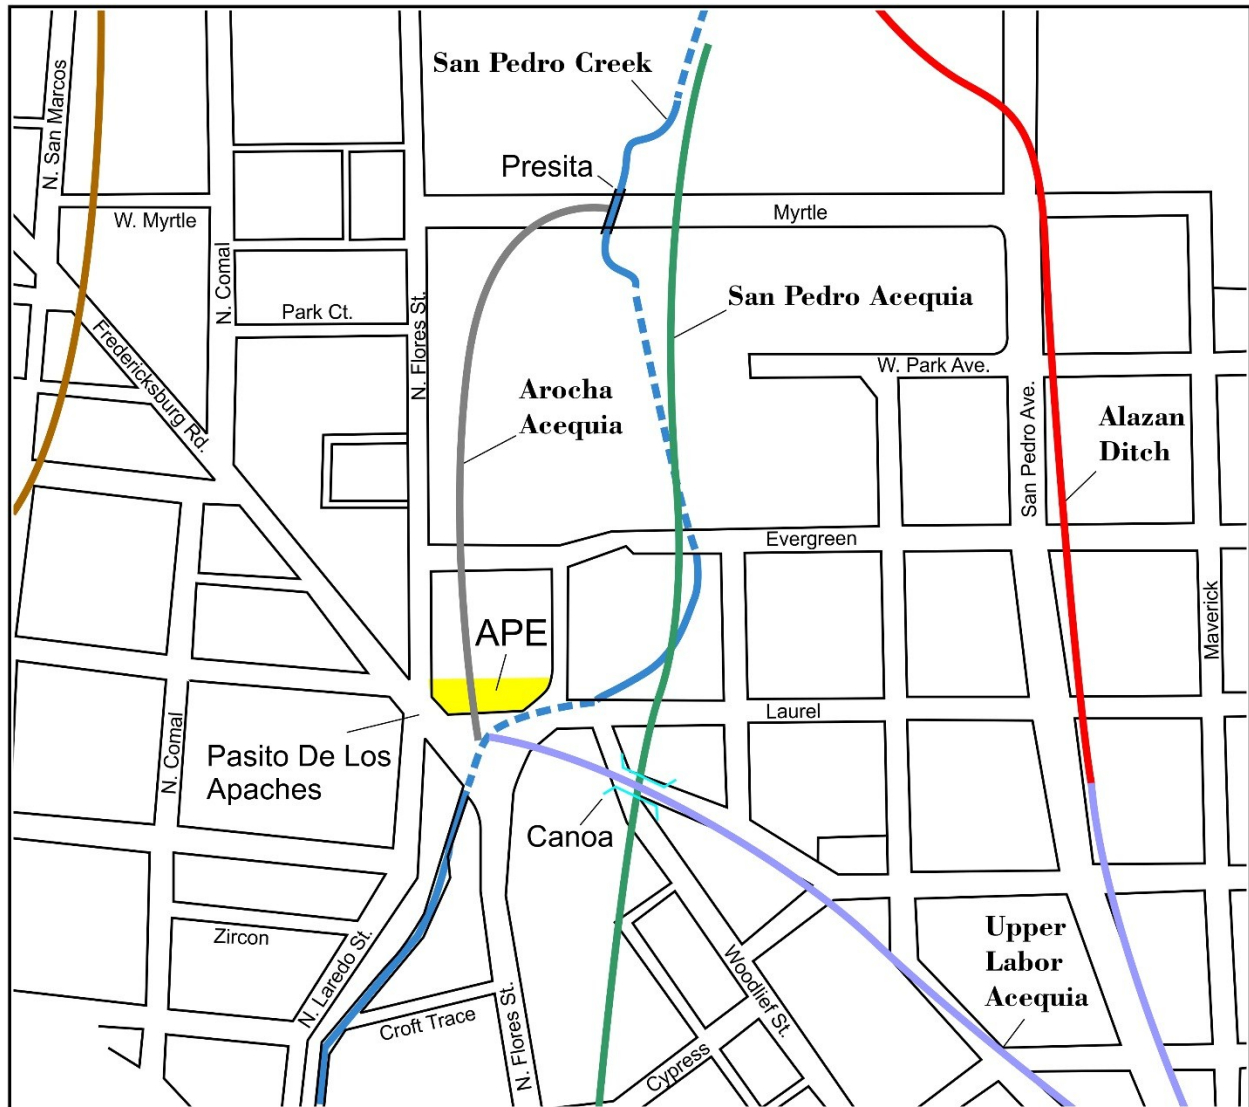 San Pedro Creek
N. San Marcos
Presita
W. Myrtle
Myrtle
N. Comal
San Pedro Acequia
Park Ct.
N. Flores St.
Fredericksburg Rd.
W. Park Ave.
Arocha
Acequia
San Pedro Ave.
Alazan
Ditch
Evergreen
Maverick
APE
Laurel
N. Comal
Pasito De Los
Apaches
Canoa
Zircon
N. Laredo St.
Croft Trace
N. Flores St.
Woodlief St.
Cypress
Upper
Labor
Acequia